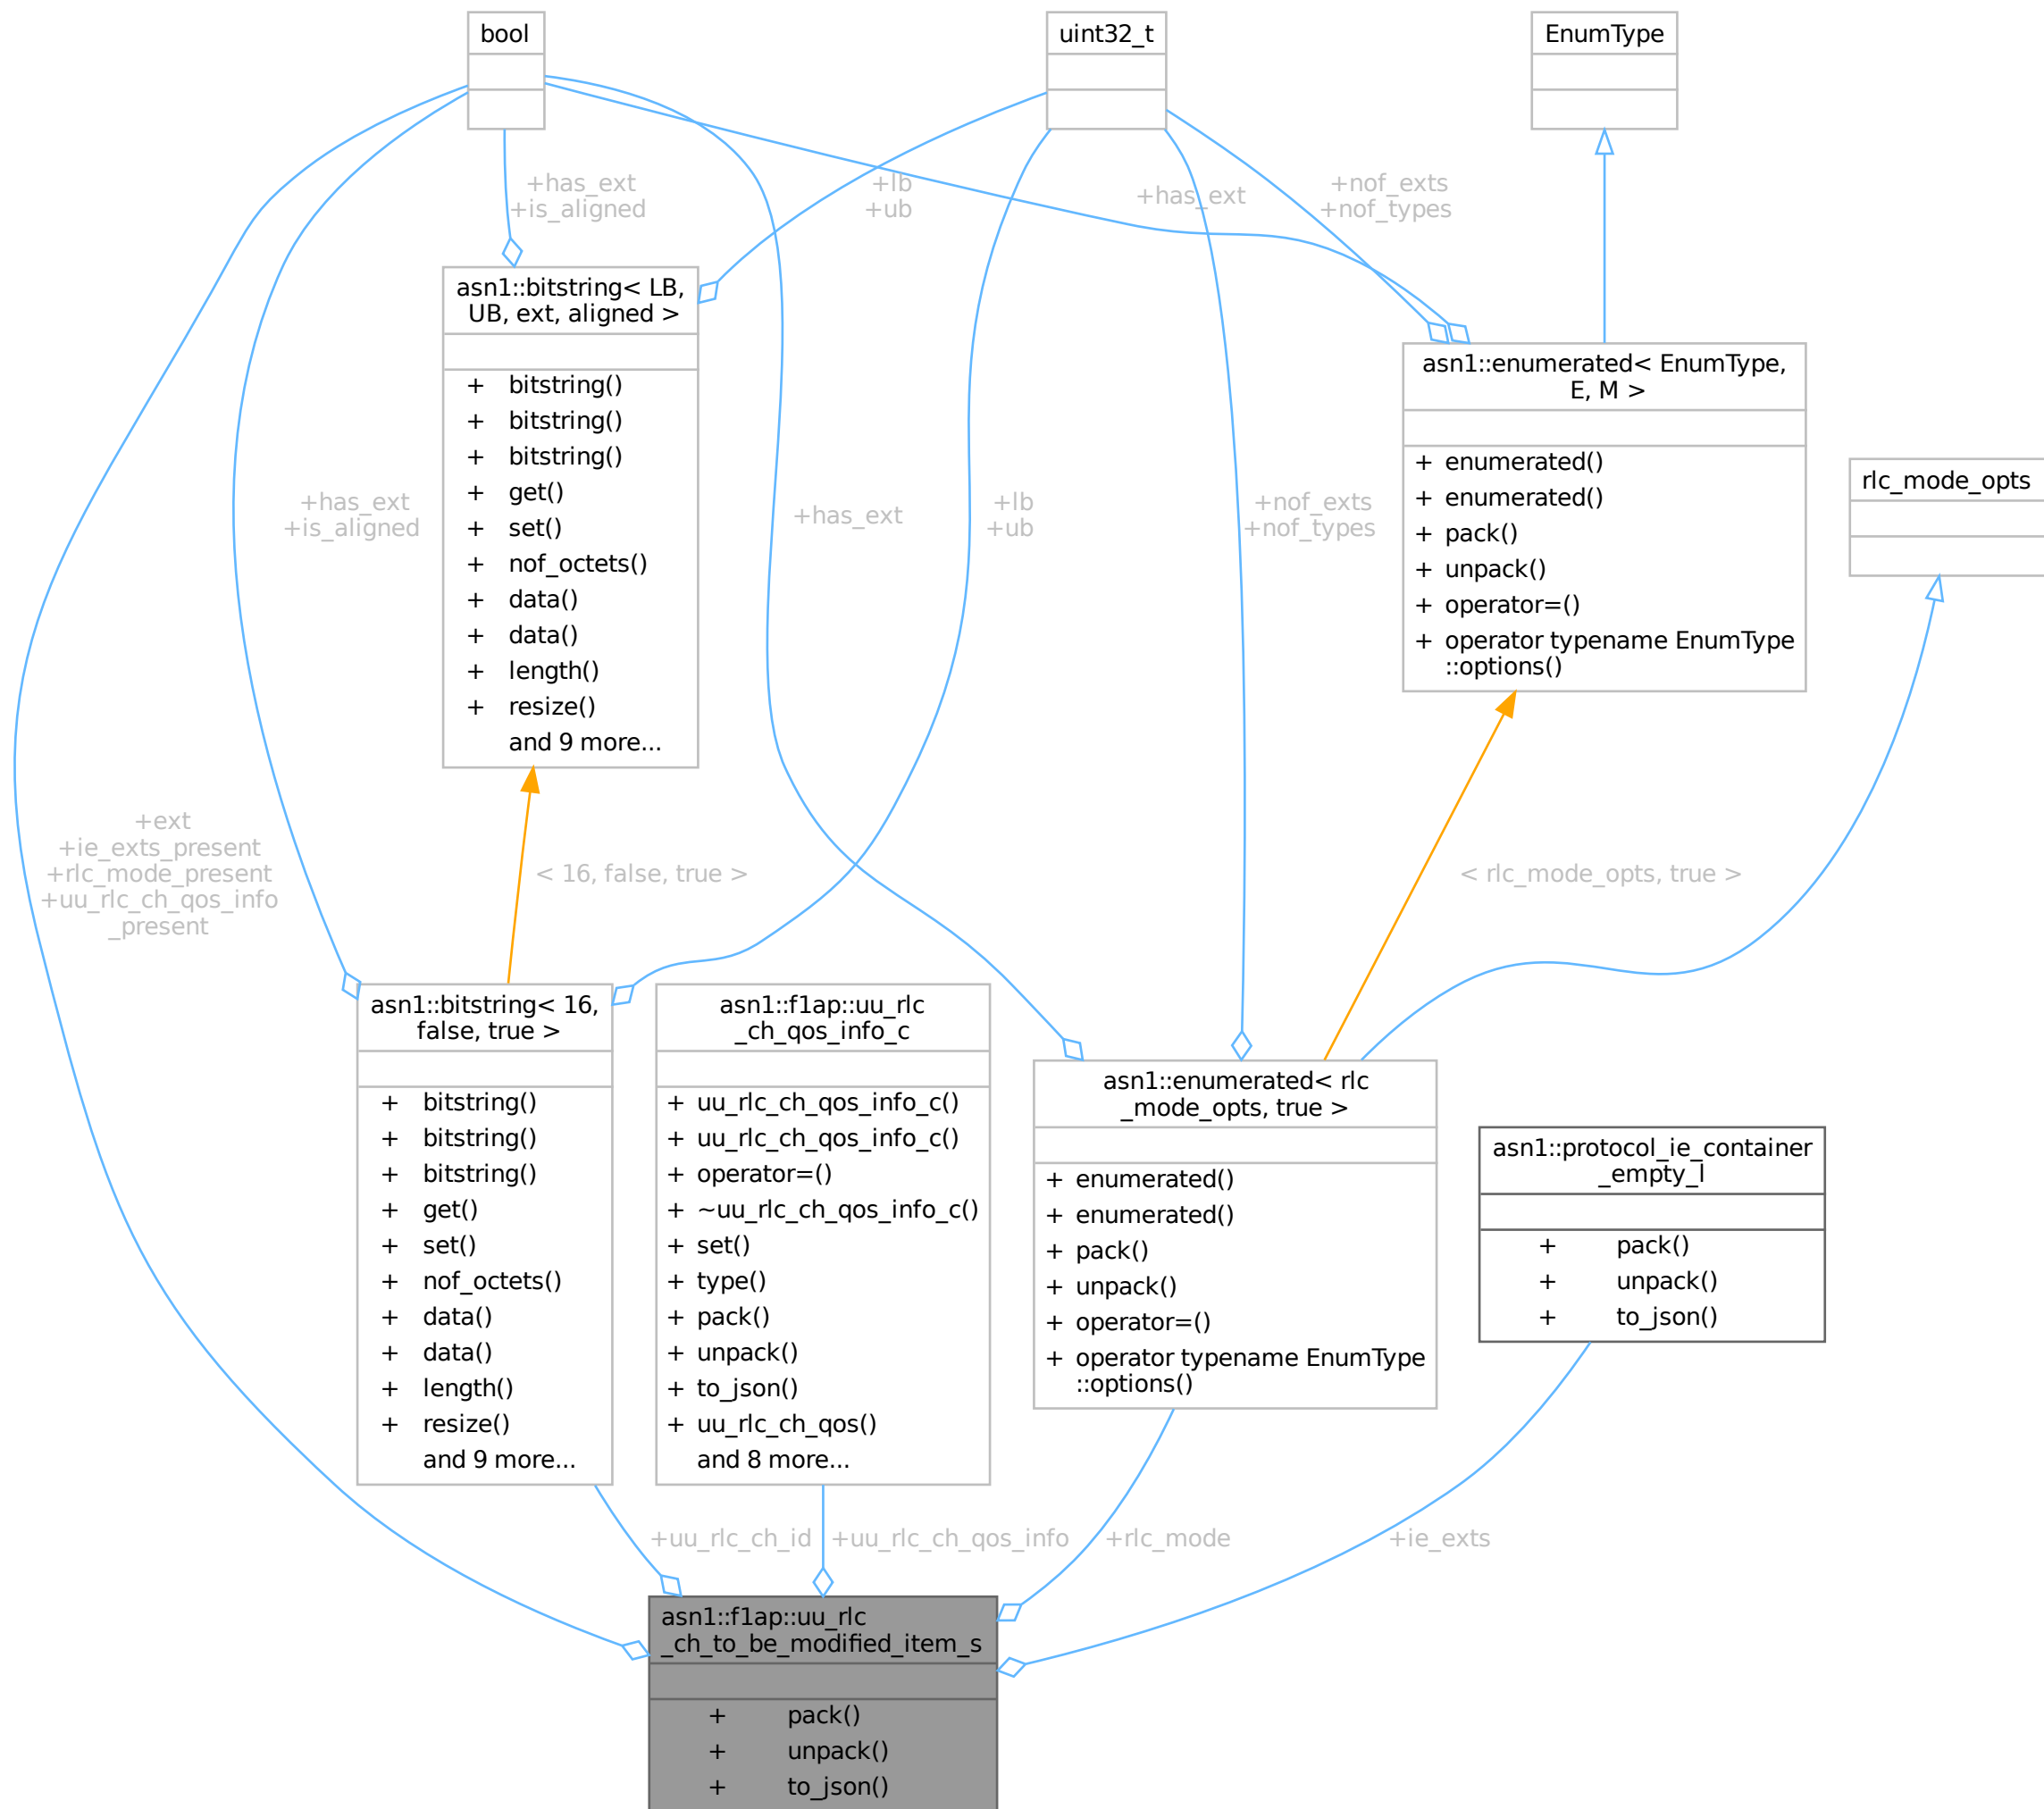 bool
uint32_t
EnumType
+has_ext
+is_aligned
+lb
+ub
+has_ext
+nof_exts
+nof_types
asn1::bitstring< LB,
UB, ext, aligned >
+ bitstring()
+ bitstring()
+ bitstring()
+ get()
+ set()
+ nof_octets()
+ data()
+ data()
+ length()
+ resize()
and 9 more...
asn1::enumerated< EnumType,
E, M >
+ enumerated()
+ enumerated()
+ pack()
+ unpack()
+ operator=()
+ operator typename EnumType
::options()
rlc_mode_opts
+has_ext
+is_aligned
+has_ext
+lb
+ub
+nof_exts
+nof_types
+ext
+ie_exts_present
+rlc_mode_present
+uu_rlc_ch_qos_info
_present
< 16, false, true >
< rlc_mode_opts, true >
asn1::bitstring< 16,
false, true >
+ bitstring()
+ bitstring()
+ bitstring()
+ get()
+ set()
+ nof_octets()
+ data()
+ data()
+ length()
+ resize()
and 9 more...
asn1::f1ap::uu_rlc
_ch_qos_info_c
+ uu_rlc_ch_qos_info_c()
+ uu_rlc_ch_qos_info_c()
+ operator=()
+ ~uu_rlc_ch_qos_info_c()
+ set()
+ type()
+ pack()
+ unpack()
+ to_json()
+ uu_rlc_ch_qos()
and 8 more...
asn1::enumerated< rlc
_mode_opts, true >
+ enumerated()
+ enumerated()
+ pack()
+ unpack()
+ operator=()
+ operator typename EnumType
::options()
asn1::protocol_ie_container
_empty_l
+ pack()
+ unpack()
+ to_json()
+uu_rlc_ch_id
+uu_rlc_ch_qos_info
+rlc_mode
+ie_exts
asn1::f1ap::uu_rlc
_ch_to_be_modified_item_s
+ pack()
+ unpack()
+ to_json()